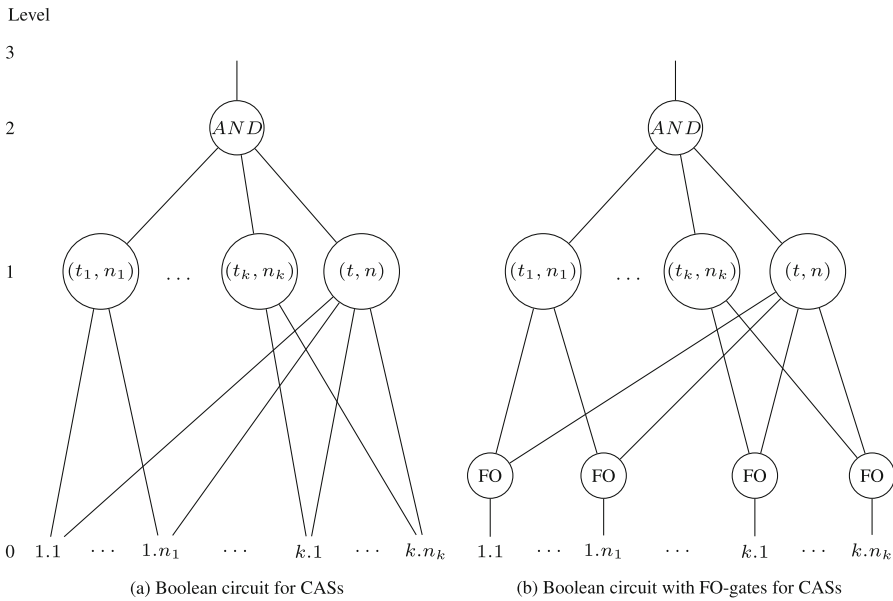 Level
3
2
AND
AND
1
(t₁, n₁)
...
(tₖ, nₖ)
(t, n)
(t₁, n₁)
...
(tₖ, nₖ)
(t, n)
FO
FO
FO
FO
0
1.1
···
1.n₁
···
k.1
···
k.nₖ
1.1
···
1.n₁
···
k.1
···
k.nₖ
(a) Boolean circuit for CASs
(b) Boolean circuit with FO-gates for CASs